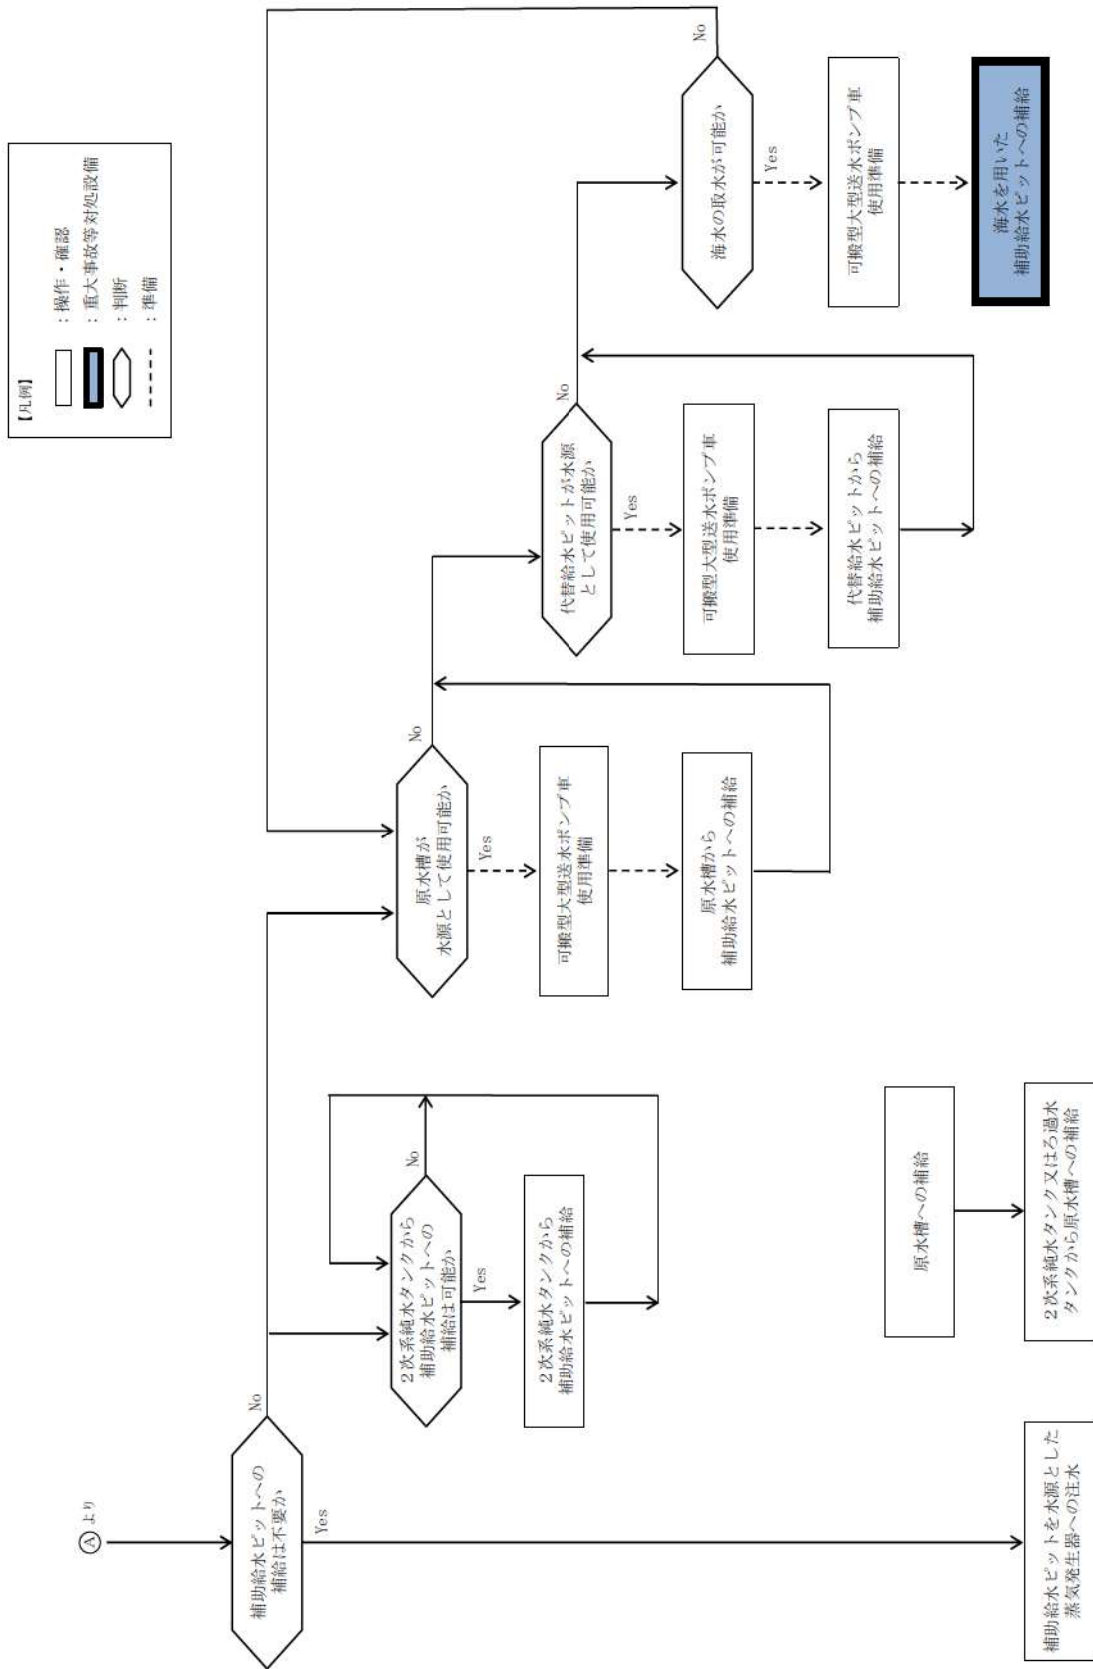 【凡例】
：操作・確認
：重大事故等対処設備
：判断
：準備
Ⓐより
補助給水ピットへの
補給は不要か
No
Yes
補助給水ピットを水源とした
蒸気発生器への注水
2次系純水タンクから
補助給水ピットへの
補給は可能か
No
Yes
2次系純水タンクから
補助給水ピットへの補給
原水槽への補給
2次系純水タンク又はろ過水
タンクから原水槽への補給
原水槽が
水源として使用可能か
No
Yes
可搬型大型送水ポンプ車
使用準備
原水槽から
補助給水ピットへの補給
代替給水ピットが水源
として使用可能か
No
Yes
可搬型大型送水ポンプ車
使用準備
代替給水ピットから
補助給水ピットへの補給
海水の取水が可能か
No
Yes
可搬型大型送水ポンプ車
使用準備
海水を用いた
補助給水ピットへの補給